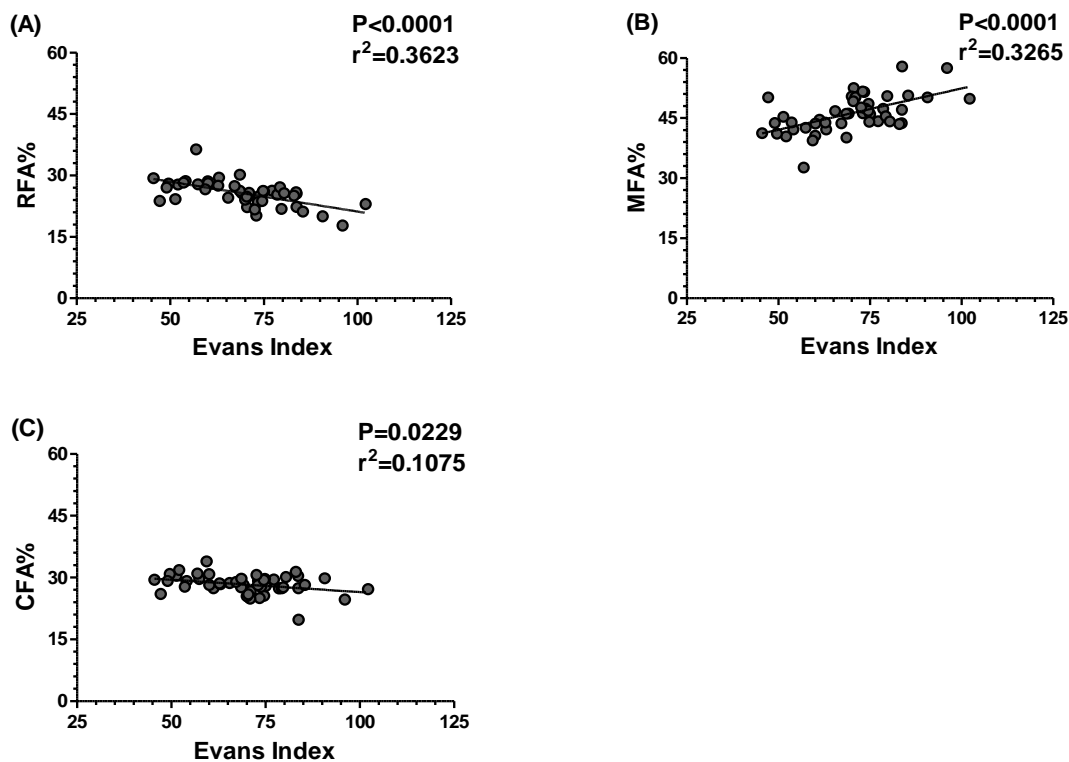 (A)
P<0.0001
r²=0.3623
60
45
30
15
0
RFA%
25 50 75 100 125
Evans Index
(B)
P<0.0001
r²=0.3265
60
45
30
15
0
MFA%
25 50 75 100 125
Evans Index
(C)
P=0.0229
r²=0.1075
60
45
30
15
0
CFA%
25 50 75 100 125
Evans Index